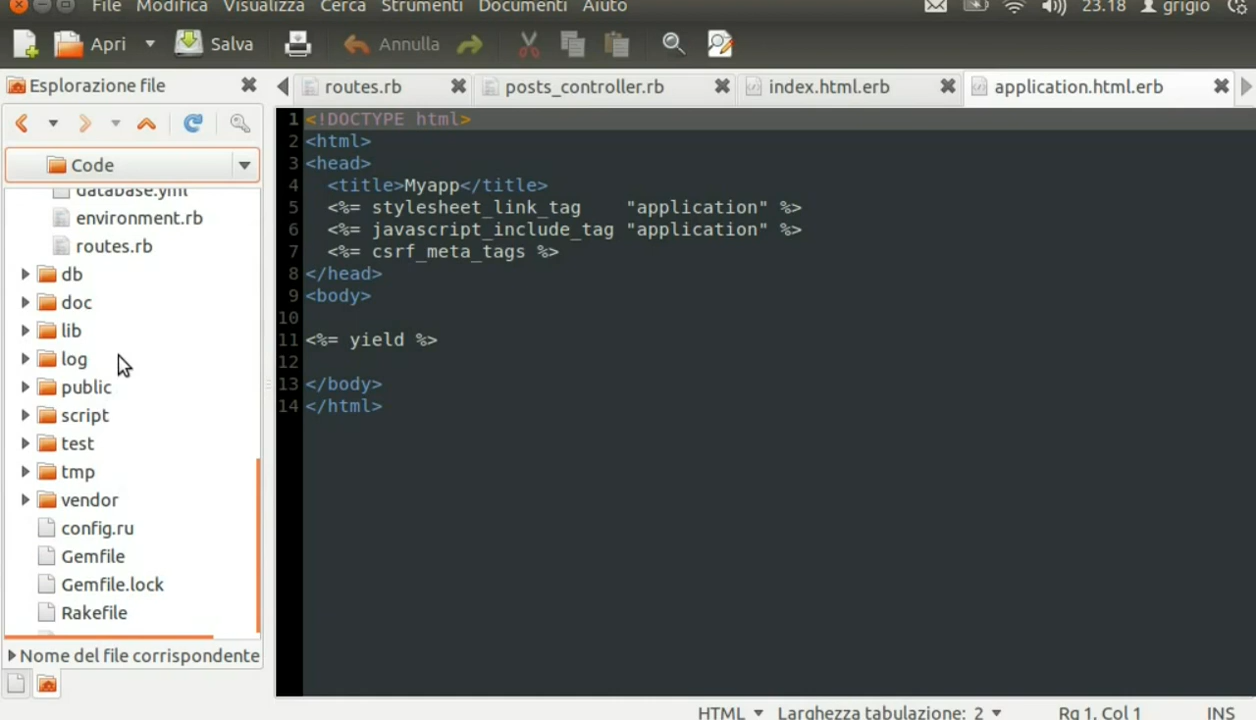 File Modifica Visualizza Cerca Strumenti Documenti Aiuto 23.18 grigio
Apri Salva Annulla
Esplorazione file
routes.rb posts_controller.rb index.html.erb application.html.erb
Code
database.yml
environment.rb
routes.rb
db
doc
lib
log
public
script
test
tmp
vendor
config.ru
Gemfile
Gemfile.lock
Rakefile
Nome del file corrispondente
1 <!DOCTYPE html>
2 <html>
3 <head>
4   <title>Myapp</title>
5   <%= stylesheet_link_tag    "application" %>
6   <%= javascript_include_tag "application" %>
7   <%= csrf_meta_tags %>
8 </head>
9 <body>
10
11 <%= yield %>
12
13 </body>
14 </html>
HTML Larghezza tabulazione: 2 Rg 1, Col 1 INS